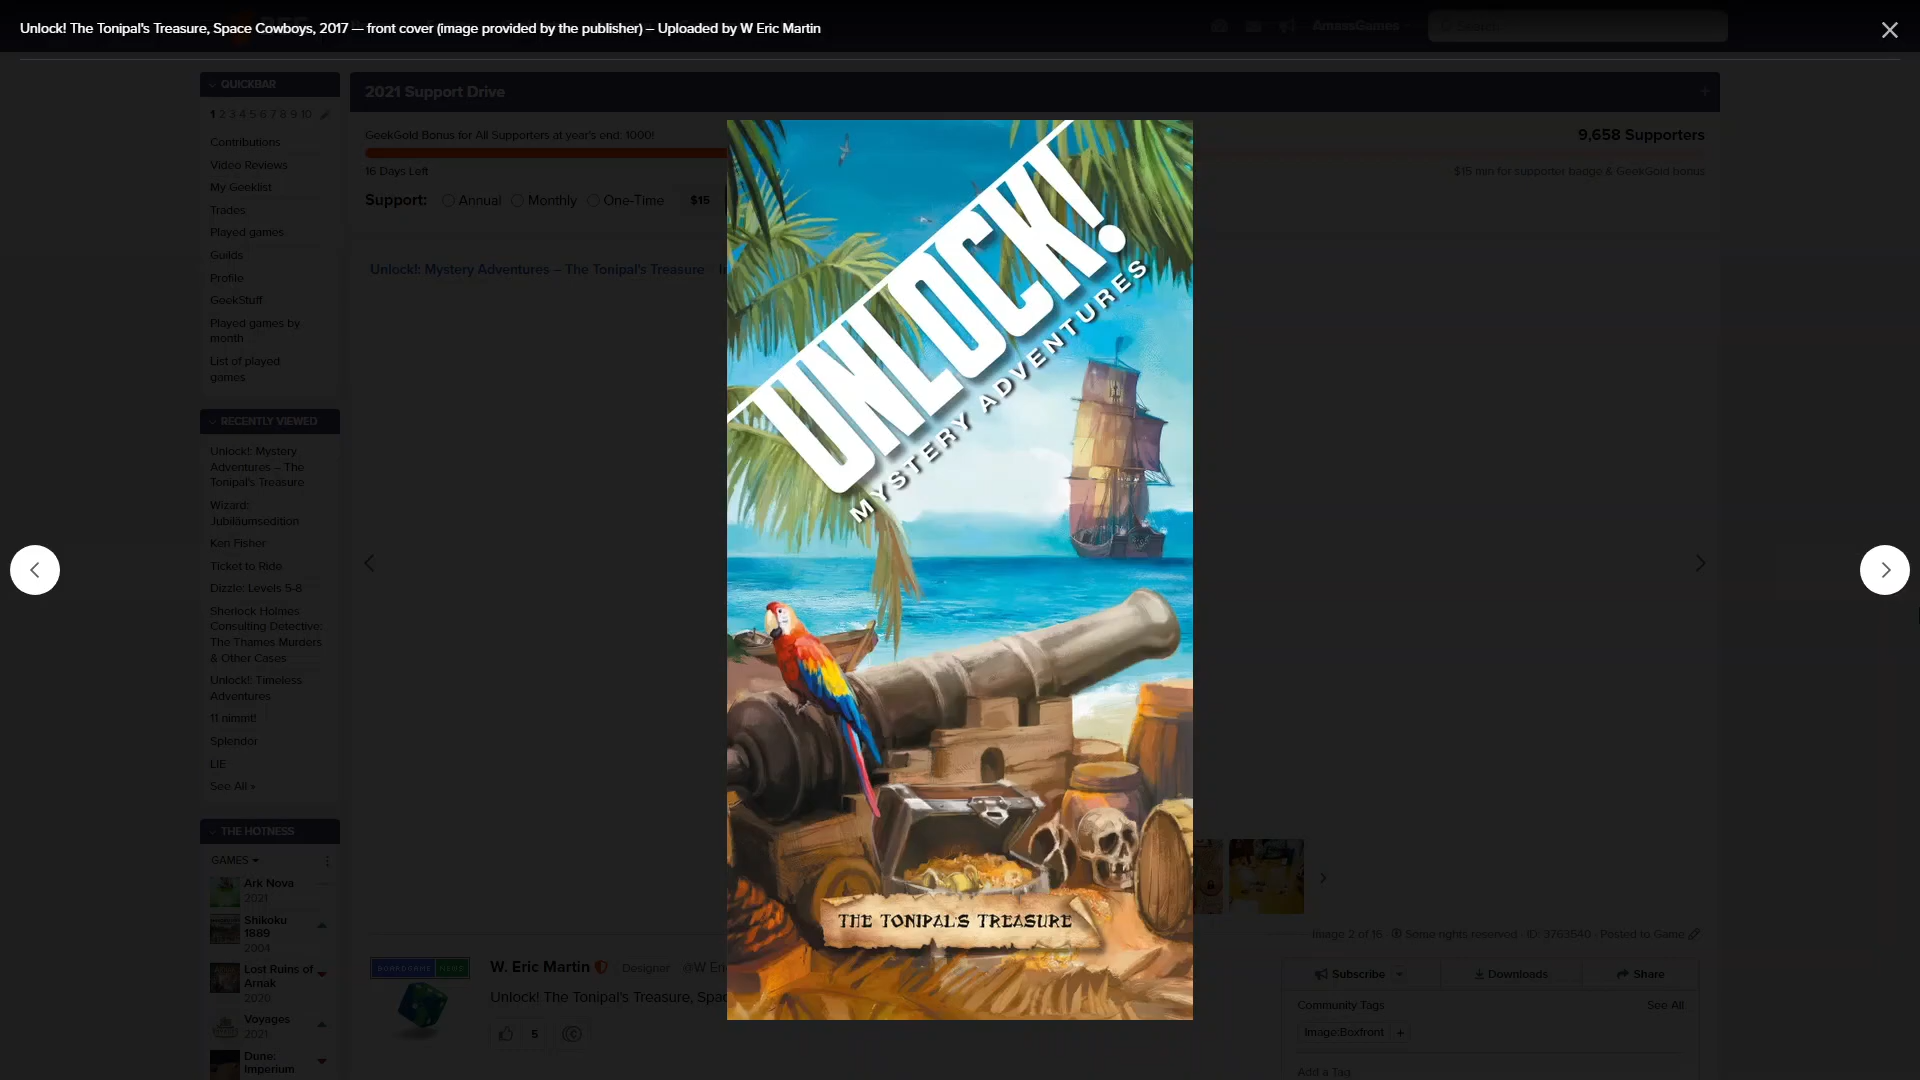 Unlock! The Tonipal's Treasure, Space Cowboys, 2017 — front cover (image provided by the publisher) – Uploaded by W Eric Martin
AmassGames
QUICKBAR
1 2 3 4 5 6 7 8 9 10
Contributions
Video Reviews
My Geeklist
Trades
Played games
Guilds
Profile
GeekStuff
Played games by
month
List of played
games
RECENTLY VIEWED
Unlock!: Mystery
Adventures – The
Tonipal's Treasure
Wizard:
Jubiläumsedition
Ken Fisher
Ticket to Ride
Dizzle: Levels 5-8
Sherlock Holmes
Consulting Detective:
The Thames Murders
& Other Cases
Unlock!: Timeless
Adventures
11 nimmt!
Splendor
LIE
See All »
THE HOTNESS
GAMES
Ark Nova
2021
Shikoku
1889
2004
Lost Ruins of
Arnak
2020
Voyages
2021
Dune:
Imperium
2021 Support Drive
GeekGold Bonus for All Supporters at year's end: 1000!
9,658 Supporters
16 Days Left
$15 min for supporter badge & GeekGold bonus
Support: Annual Monthly One-Time $15
Unlock!: Mystery Adventures – The Tonipal's Treasure
UNLOCK!
MYSTERY ADVENTURES
THE TONIPAL'S TREASURE
Image 2 of 16 · Some rights reserved · ID: 3763540 · Posted to Game
W. Eric Martin Designer @W Eri
Unlock! The Tonipal's Treasure, Spac
5
Subscribe
Downloads
Share
Community Tags
See All
Image:Boxfront +
Add a Tag